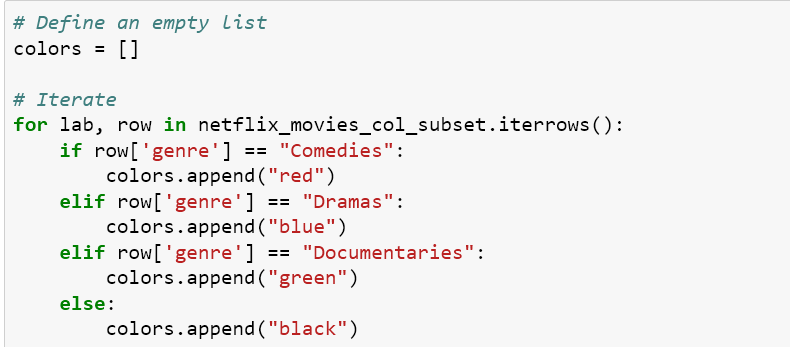 # Define an empty list
colors = []
# Iterate
for lab, row in netflix_movies_col_subset.iterrows():
    if row['genre'] == "Comedies":
        colors.append("red")
    elif row['genre'] == "Dramas":
        colors.append("blue")
    elif row['genre'] == "Documentaries":
        colors.append("green")
    else:
        colors.append("black")